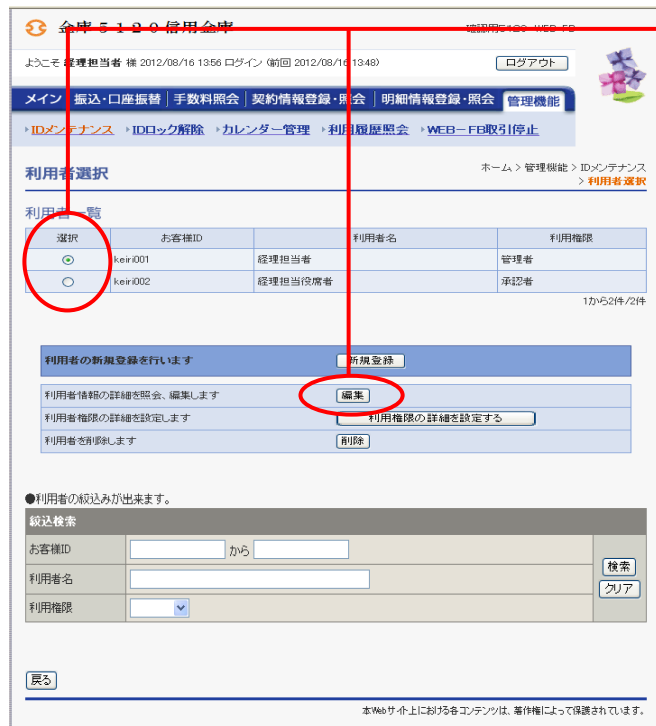 金庫5120信用金庫
確認用5120 WEB-FB
ようこそ 経理担当者 様 2012/08/16 1356 ログイン (前回 2012/08/16 13:48)
ログアウト
メイン 振込・口座振替 手数料照会 契約情報登録・照会 明細情報登録・照会 管理機能
IDメンテナンス IDロック解除 カレンダー管理 利用履歴照会 WEB-FB取引停止
利用者選択
ホーム > 管理機能 > IDメンテナンス > 利用者選択
利用者一覧
選択 お客様ID 利用者名 利用権限
keiri001 経理担当者 管理者
keiri002 経理担当役席者 承認者
1から2件/2件
利用者の新規登録を行います 新規登録
利用者情報の詳細を照会、編集します 編集
利用者権限の詳細を設定します 利用権限の詳細を設定する
利用者を削除します 削除
●利用者の絞込みが出来ます。
絞込検索
お客様ID から
利用者名
利用権限
検索
クリア
戻る
本Webサイト上における各コンテンツは、著作権によって保護されています。